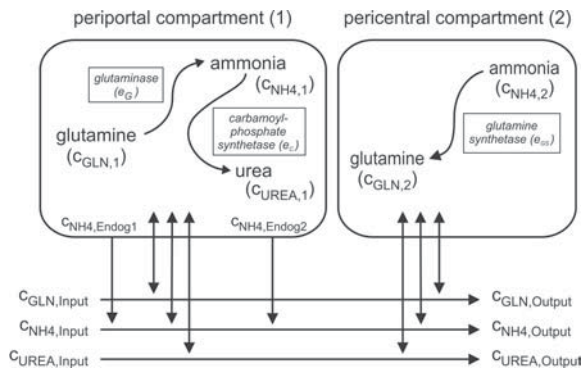 periportal compartment (1)
pericentral compartment (2)
ammonia
(cNH4,1)
glutaminase
(eG)
glutamine
(cGLN,1)
carbamoyl-
phosphate
synthetase (eC)
urea
(cUREA,1)
cNH4,Endog1
cNH4,Endog2
ammonia
(cNH4,2)
glutamine
synthetase (eGS)
glutamine
(cGLN,2)
cGLN,Input
cGLN,Output
cNH4,Input
cNH4,Output
cUREA,Input
cUREA,Output